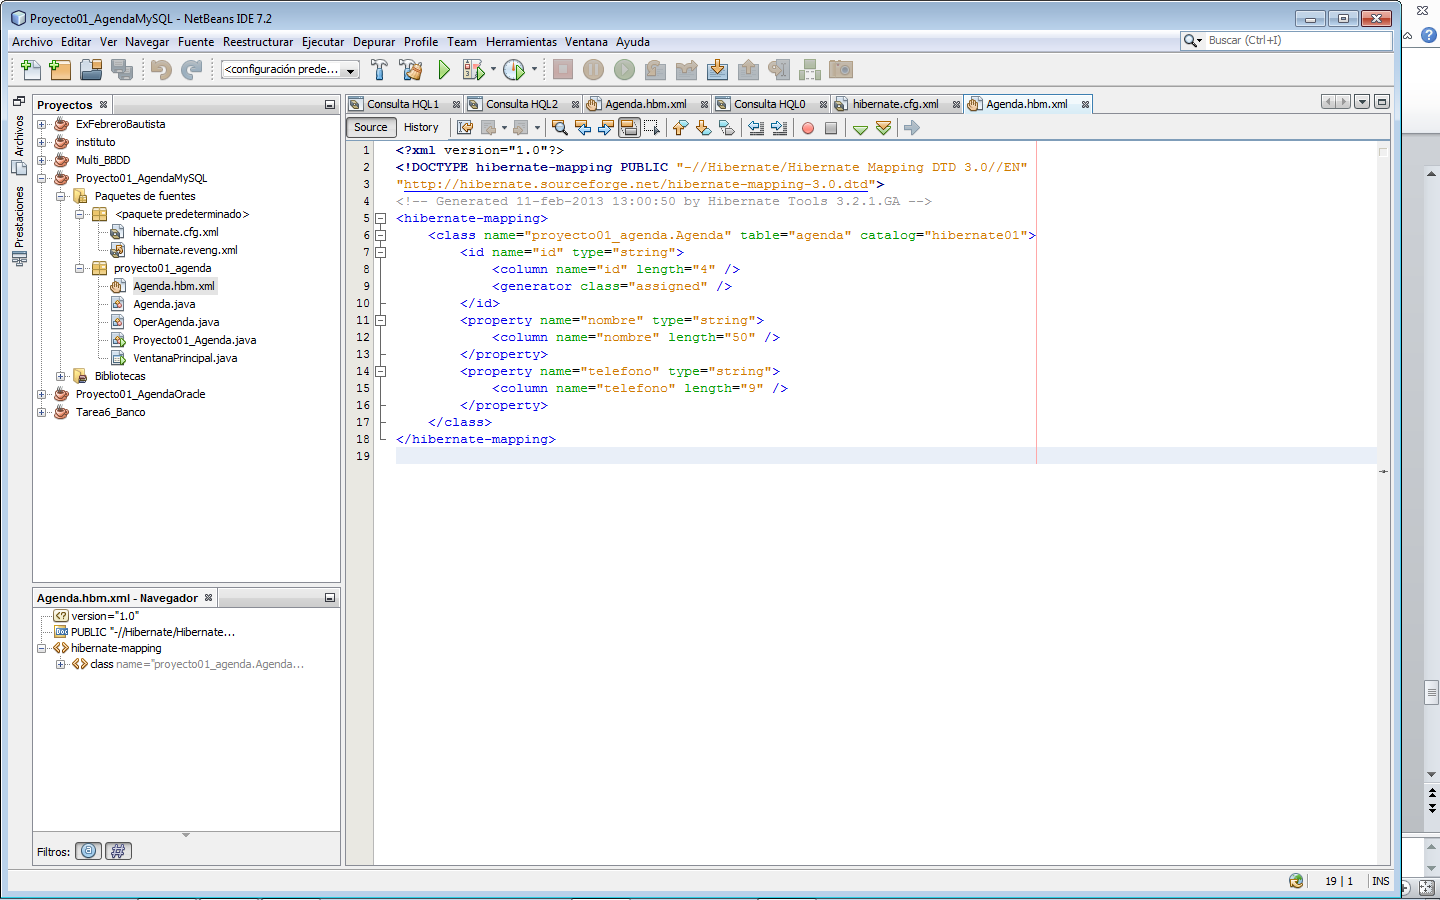 Proyecto01_AgendaMySQL - NetBeans IDE 7.2
Archivo Editar Ver Navegar Fuente Reestructurar Ejecutar Depurar Profile Team Herramientas Ventana Ayuda
Buscar (Ctrl+I)
<configuración prede...
Archivos
Prestaciones
Proyectos
ExFebreroBautista
instituto
Multi_BBDD
Proyecto01_AgendaMySQL
Paquetes de fuentes
<paquete predeterminado>
hibernate.cfg.xml
hibernate.reveng.xml
proyecto01_agenda
Agenda.hbm.xml
Agenda.java
OperAgenda.java
Proyecto01_Agenda.java
VentanaPrincipal.java
Bibliotecas
Proyecto01_AgendaOracle
Tarea6_Banco
Agenda.hbm.xml - Navegador
version="1.0"
PUBLIC "-//Hibernate/Hibernate...
hibernate-mapping
class name="proyecto01_agenda.Agenda...
Filtros:
Consulta HQL1 Consulta HQL2 Agenda.hbm.xml Consulta HQL0 hibernate.cfg.xml Agenda.hbm.xml
Source History
1 <?xml version="1.0"?>
2 <!DOCTYPE hibernate-mapping PUBLIC "-//Hibernate/Hibernate Mapping DTD 3.0//EN"
3 "http://hibernate.sourceforge.net/hibernate-mapping-3.0.dtd">
4 <!-- Generated 11-feb-2013 13:00:50 by Hibernate Tools 3.2.1.GA -->
5 <hibernate-mapping>
6 <class name="proyecto01_agenda.Agenda" table="agenda" catalog="hibernate01">
7 <id name="id" type="string">
8 <column name="id" length="4" />
9 <generator class="assigned" />
10 </id>
11 <property name="nombre" type="string">
12 <column name="nombre" length="50" />
13 </property>
14 <property name="telefono" type="string">
15 <column name="telefono" length="9" />
16 </property>
17 </class>
18 </hibernate-mapping>
19
19 | 1 INS